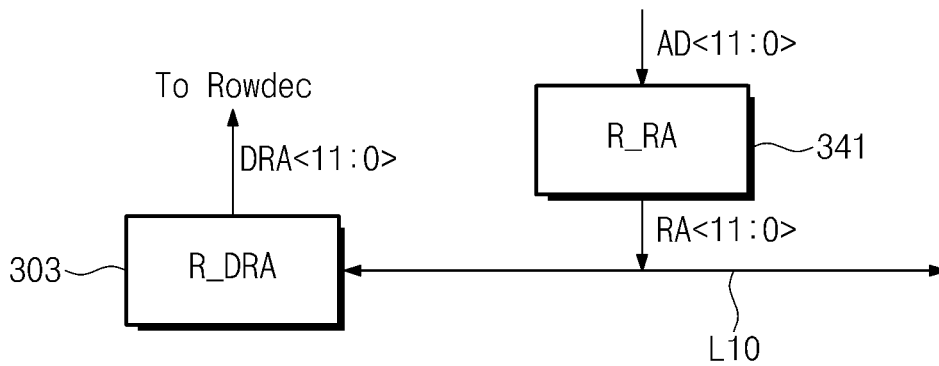 AD<11:0>
To Rowdec
R_RA
341
DRA<11:0>
RA<11:0>
303
R_DRA
L10